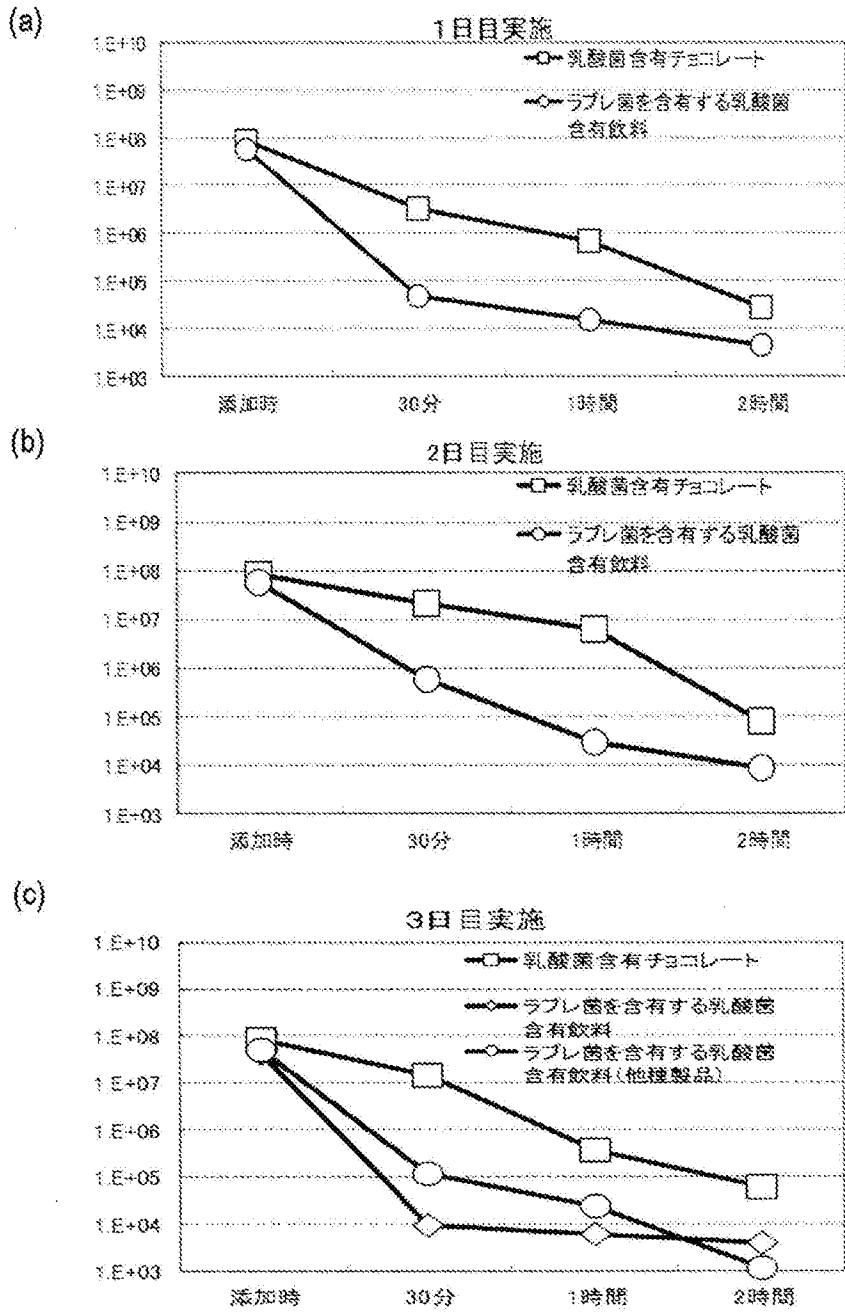 (a)
1日目実施
1.E+10
1.E+09
1.E+08
1.E+07
1.E+06
1.E+05
1.E+04
1.E+03
乳酸菌含有チョコレート
ラブレ菌を含有する乳酸菌
含有飲料
添加時 30分 1時間 2時間
(b)
2日目実施
1.E+10
1.E+09
1.E+08
1.E+07
1.E+06
1.E+05
1.E+04
1.E+03
乳酸菌含有チョコレート
ラブレ菌を含有する乳酸菌
含有飲料
添加時 30分 1時間 2時間
(c)
3日目実施
1.E+10
1.E+09
1.E+08
1.E+07
1.E+06
1.E+05
1.E+04
1.E+03
乳酸菌含有チョコレート
ラブレ菌を含有する乳酸菌
含有飲料
ラブレ菌を含有する乳酸菌
含有飲料(他種製品)
添加時 30分 1時間 2時間